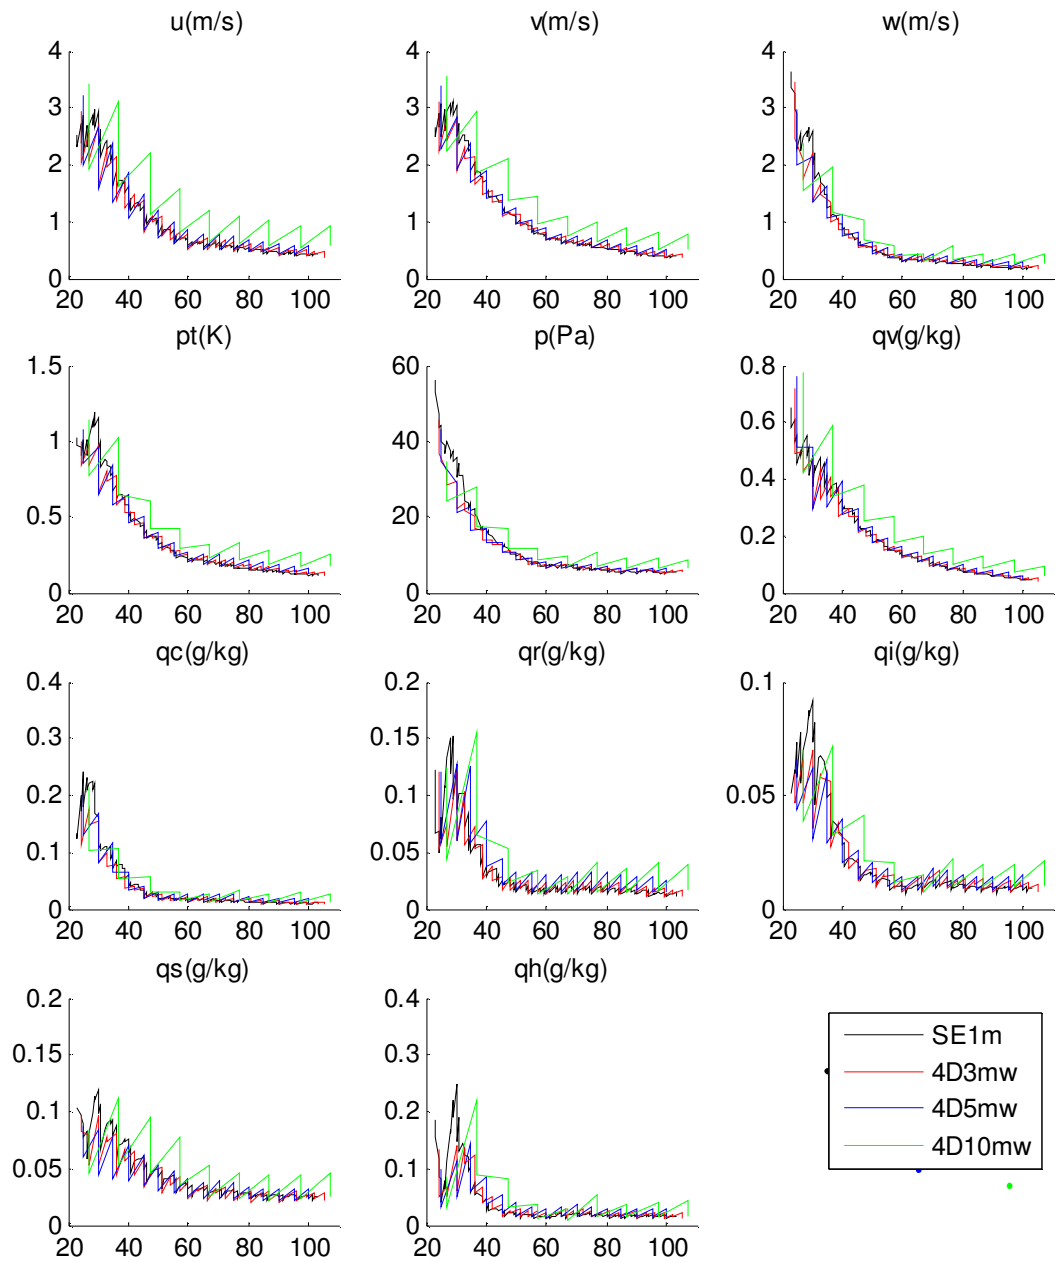 u(m/s) v(m/s) w(m/s)
4 4 4
3 3 3
2 2 2
1 1 1
0 0 0
20 40 60 80 100 20 40 60 80 100 20 40 60 80 100
pt(K) p(Pa) qv(g/kg)
1.5 60 0.8
0.6
1 40
0.4
0.5 20
0.2
0 0 0
20 40 60 80 100 20 40 60 80 100 20 40 60 80 100
qc(g/kg) qr(g/kg) qi(g/kg)
0.4 0.2 0.1
0.3 0.15
0.2 0.1 0.05
0.1 0.05
0 0 0
20 40 60 80 100 20 40 60 80 100 20 40 60 80 100
qs(g/kg) qh(g/kg)
0.2 0.4
0.15 0.3
0.1 0.2
0.05 0.1
0 0
20 40 60 80 100 20 40 60 80 100
SE1m
4D3mw
4D5mw
4D10mw